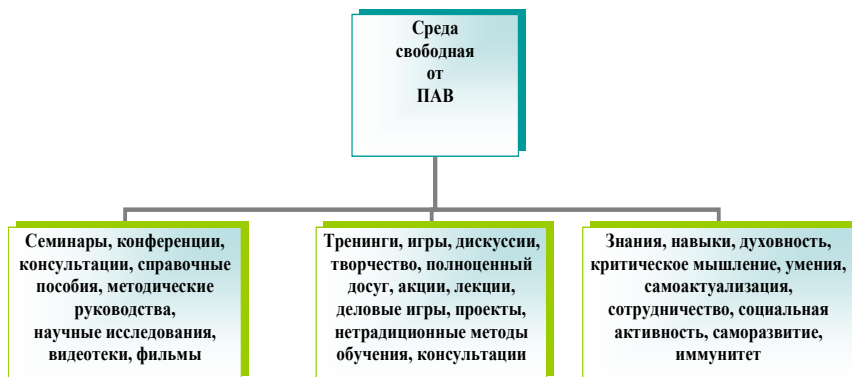 Среда
свободная
от
ПАВ
Семинары, конференции,
консультации, справочные
пособия, методические
руководства,
научные исследования,
видеотеки, фильмы
Тренинги, игры, дискуссии,
творчество, полноценный
досуг, акции, лекции,
деловые игры, проекты,
нетрадиционные методы
обучения, консультации
Знания, навыки, духовность,
критическое мышление, умения,
самоактуализация,
сотрудничество, социальная
активность, саморазвитие,
иммунитет